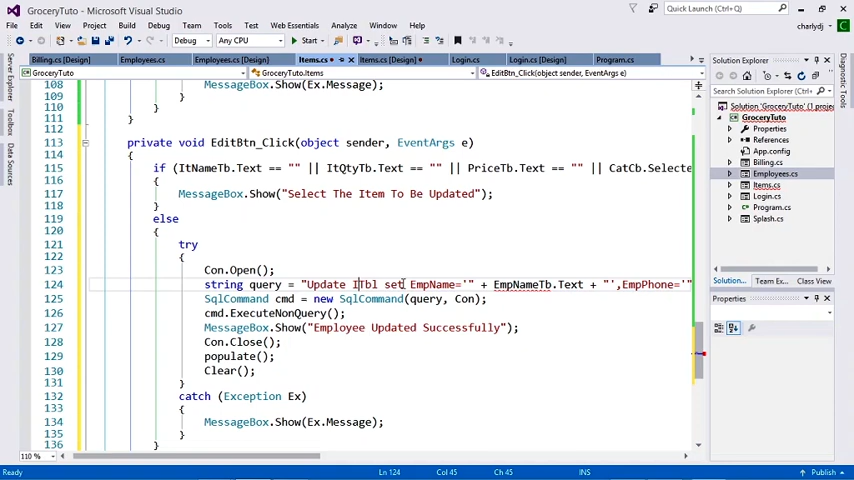 GroceryTuto - Microsoft Visual Studio
Quick Launch (Ctrl+Q)
File Edit View Project Build Debug Team Tools Test Web Essentials Analyze Window Help
charlydj
Debug Any CPU Start
Billing.cs [Design] Employees.cs Employees.cs [Design] Items.cs Items.cs [Design] Login.cs Login.cs [Design] Program.cs
GroceryTuto GroceryTuto.Items EditBtn_Click(object sender, EventArgs e)
Server Explorer
Toolbox
Data Sources
108 MessageBox.Show(Ex.Message);
109 }
110 }
111 }
112
113 private void EditBtn_Click(object sender, EventArgs e)
114 {
115 if (ItNameTb.Text == "" || ItQtyTb.Text == "" || PriceTb.Text == "" || CatCb.Selecte
116 {
117 MessageBox.Show("Select The Item To Be Updated");
118 }
119 else
120 {
121 try
122 {
123 Con.Open();
124 string query = "Update ITbl set EmpName='" + EmpNameTb.Text + "',EmpPhone='"
125 SqlCommand cmd = new SqlCommand(query, Con);
126 cmd.ExecuteNonQuery();
127 MessageBox.Show("Employee Updated Successfully");
128 Con.Close();
129 populate();
130 Clear();
131 }
132 catch (Exception Ex)
133 {
134 MessageBox.Show(Ex.Message);
135 }
136 }
110 %
Solution Explorer
Search Solution Explorer
Solution 'GroceryTuto' (1 projec
GroceryTuto
Properties
References
App.config
Billing.cs
Employees.cs
Items.cs
Login.cs
Program.cs
Splash.cs
Solution... Team Ex... Class View
Properties
Diagnostic Tools
Ready Ln 124 Col 45 Ch 45 INS Publish